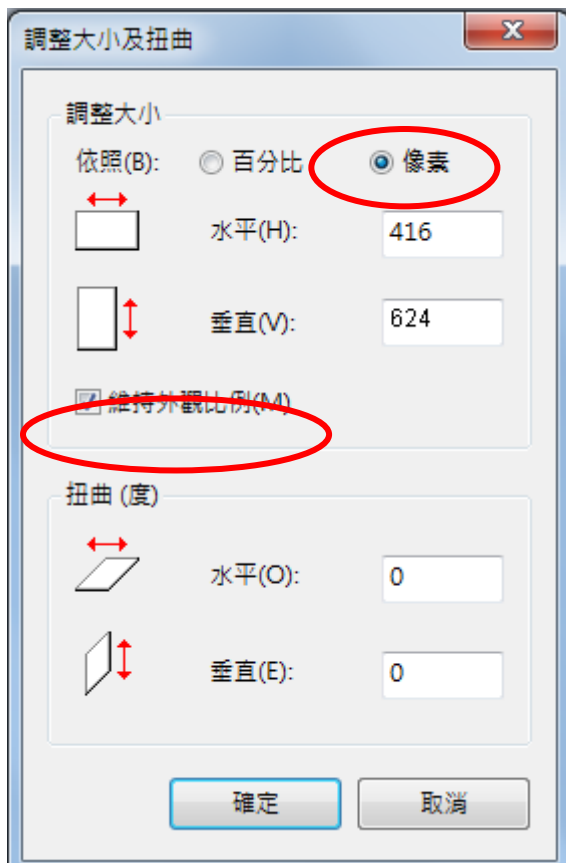 調整大小及扭曲
調整大小
依照(B): 百分比 像素
水平(H): 416
垂直(V): 624
維持外觀比例(M)
扭曲 (度)
水平(O): 0
垂直(E): 0
確定 取消